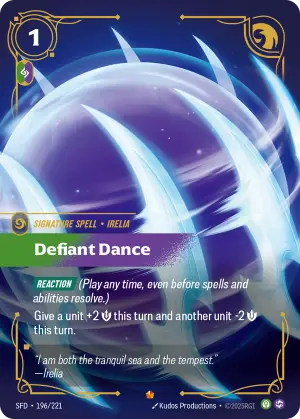 1
SIGNATURE SPELL • IRELIA
Defiant Dance
REACTION (Play any time, even before spells and
abilities resolve.)
Give a unit +2 this turn and another unit -2
this turn.
"I am both the tranquil sea and the tempest."
—Irelia
SFD • 196/221
Kudos Productions • ©2025RGI